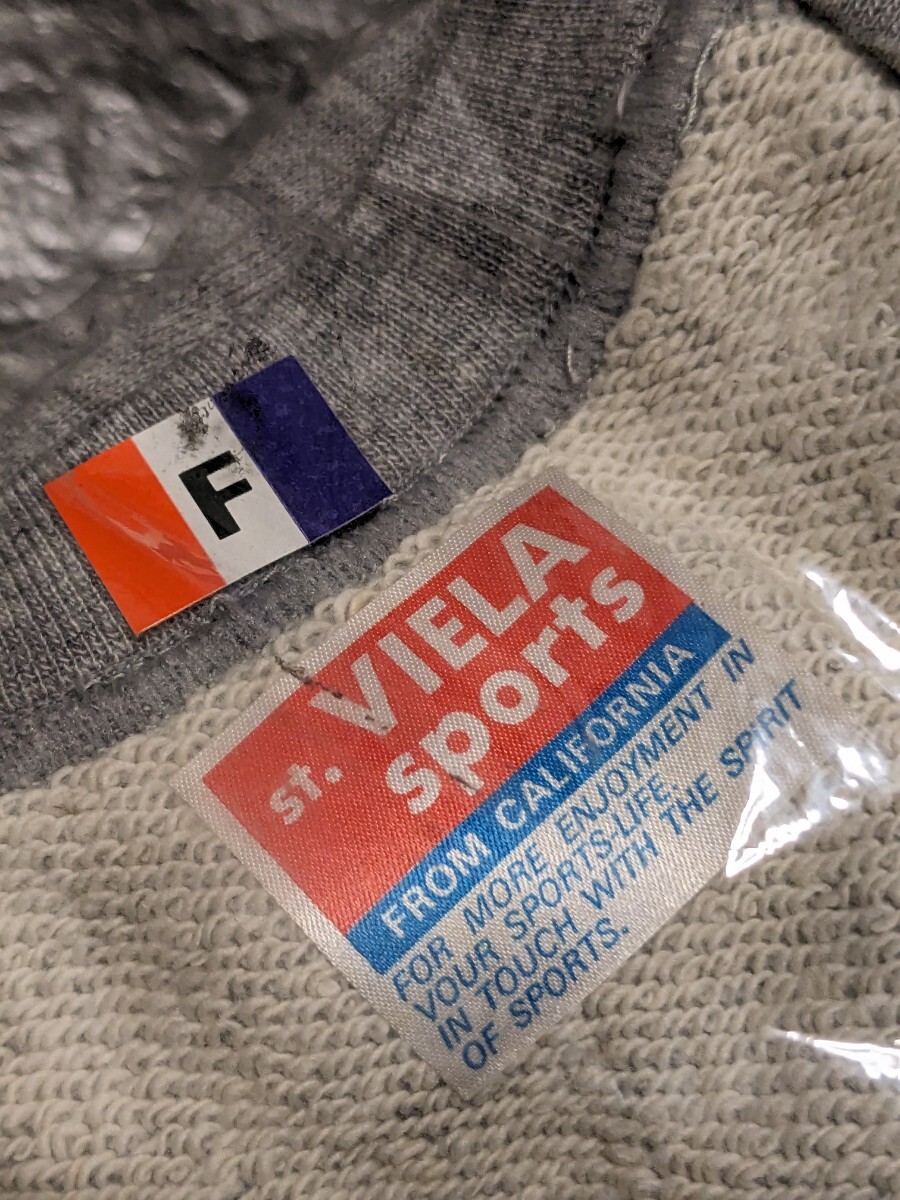 F
st. VIELA
sports
FROM CALIFORNIA
FOR MORE ENJOYMENT IN
YOUR SPORTS-LIFE.
IN TOUCH WITH THE SPIRIT
OF SPORTS.